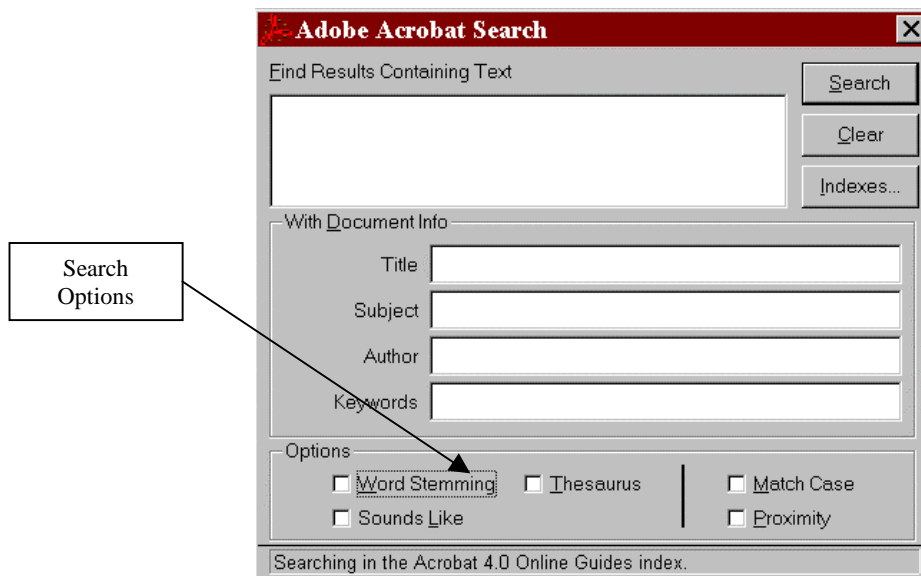 Adobe Acrobat Search
Find Results Containing Text
Search
Clear
Indexes...
With Document Info
Title
Subject
Author
Keywords
Search
Options
Options
Word Stemming
Thesaurus
Match Case
Sounds Like
Proximity
Searching in the Acrobat 4.0 Online Guides index.